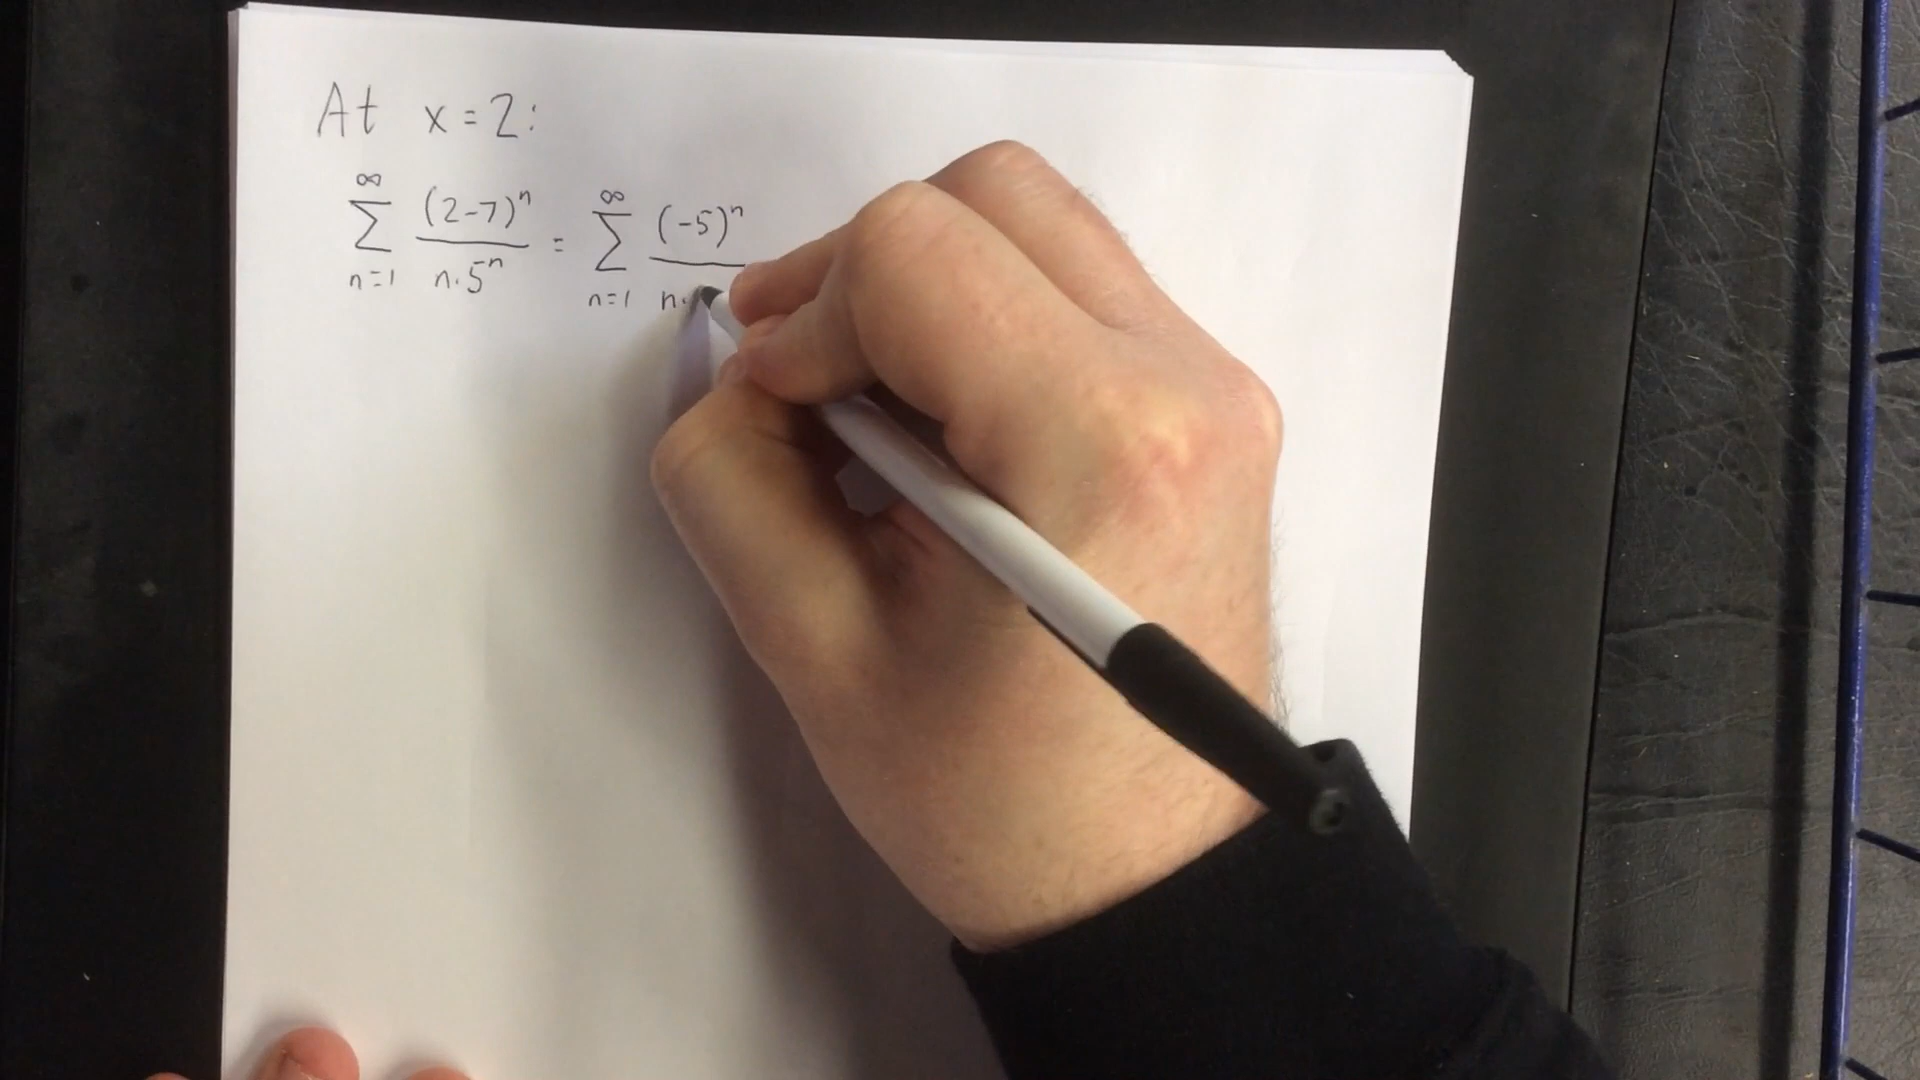 At x=2:
∞ ∑ n=1 (2-7)^n / n·5^n = ∞ ∑ n=1 (-5)^n / n·